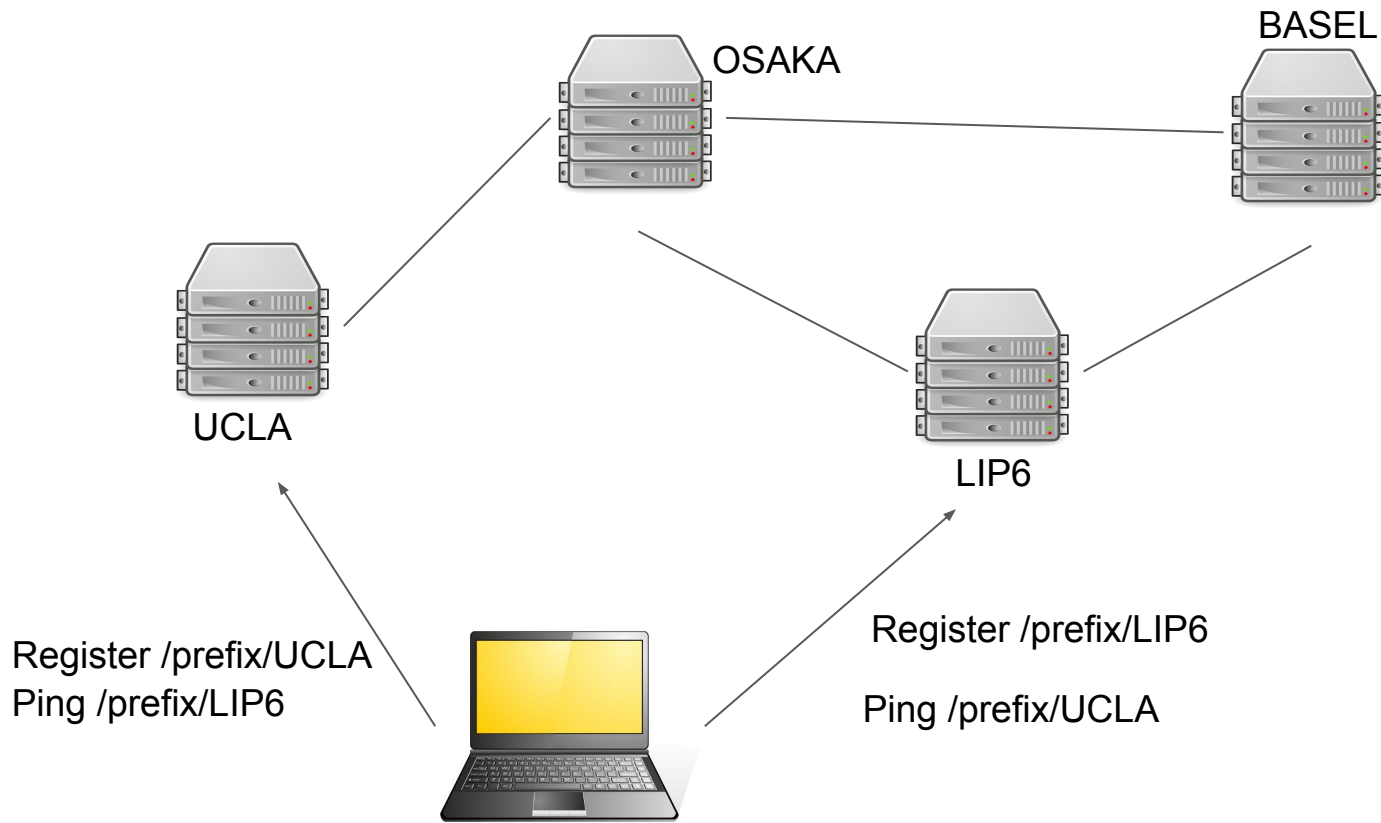 BASEL
OSAKA
UCLA
LIP6
Register /prefix/UCLA
Ping /prefix/LIP6
Register /prefix/LIP6
Ping /prefix/UCLA